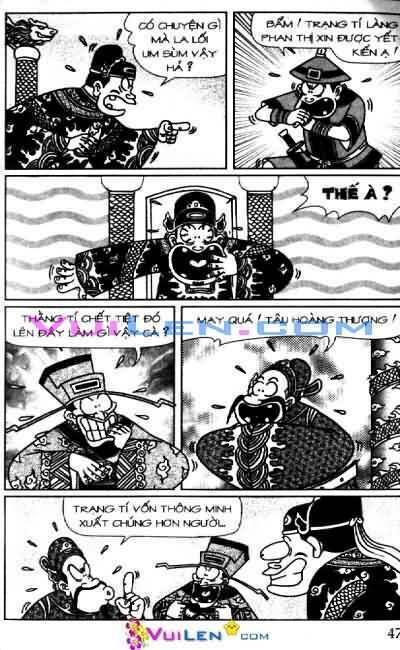 CÓ CHUYỆN GÌ
MÀ LA LỐI
UM SÙM VẬY
HẢ?
BẨM! TRẠNG TÍ LÀNG
PHAN THỊ XIN ĐƯỢC YẾT
KIẾN Ạ!
THẾ À?
THẰNG TÍ CHẾT TIỆT ĐÓ
LÊN ĐÂY LÀM GÌ VẬY CÀ?
MAY QUÁ! TÂU HOÀNG THƯỢNG!
VUILEN.COM
TRẠNG TÍ VỐN THÔNG MINH
XUẤT CHÚNG HƠN NGƯỜI...
VUILEN.COM
47